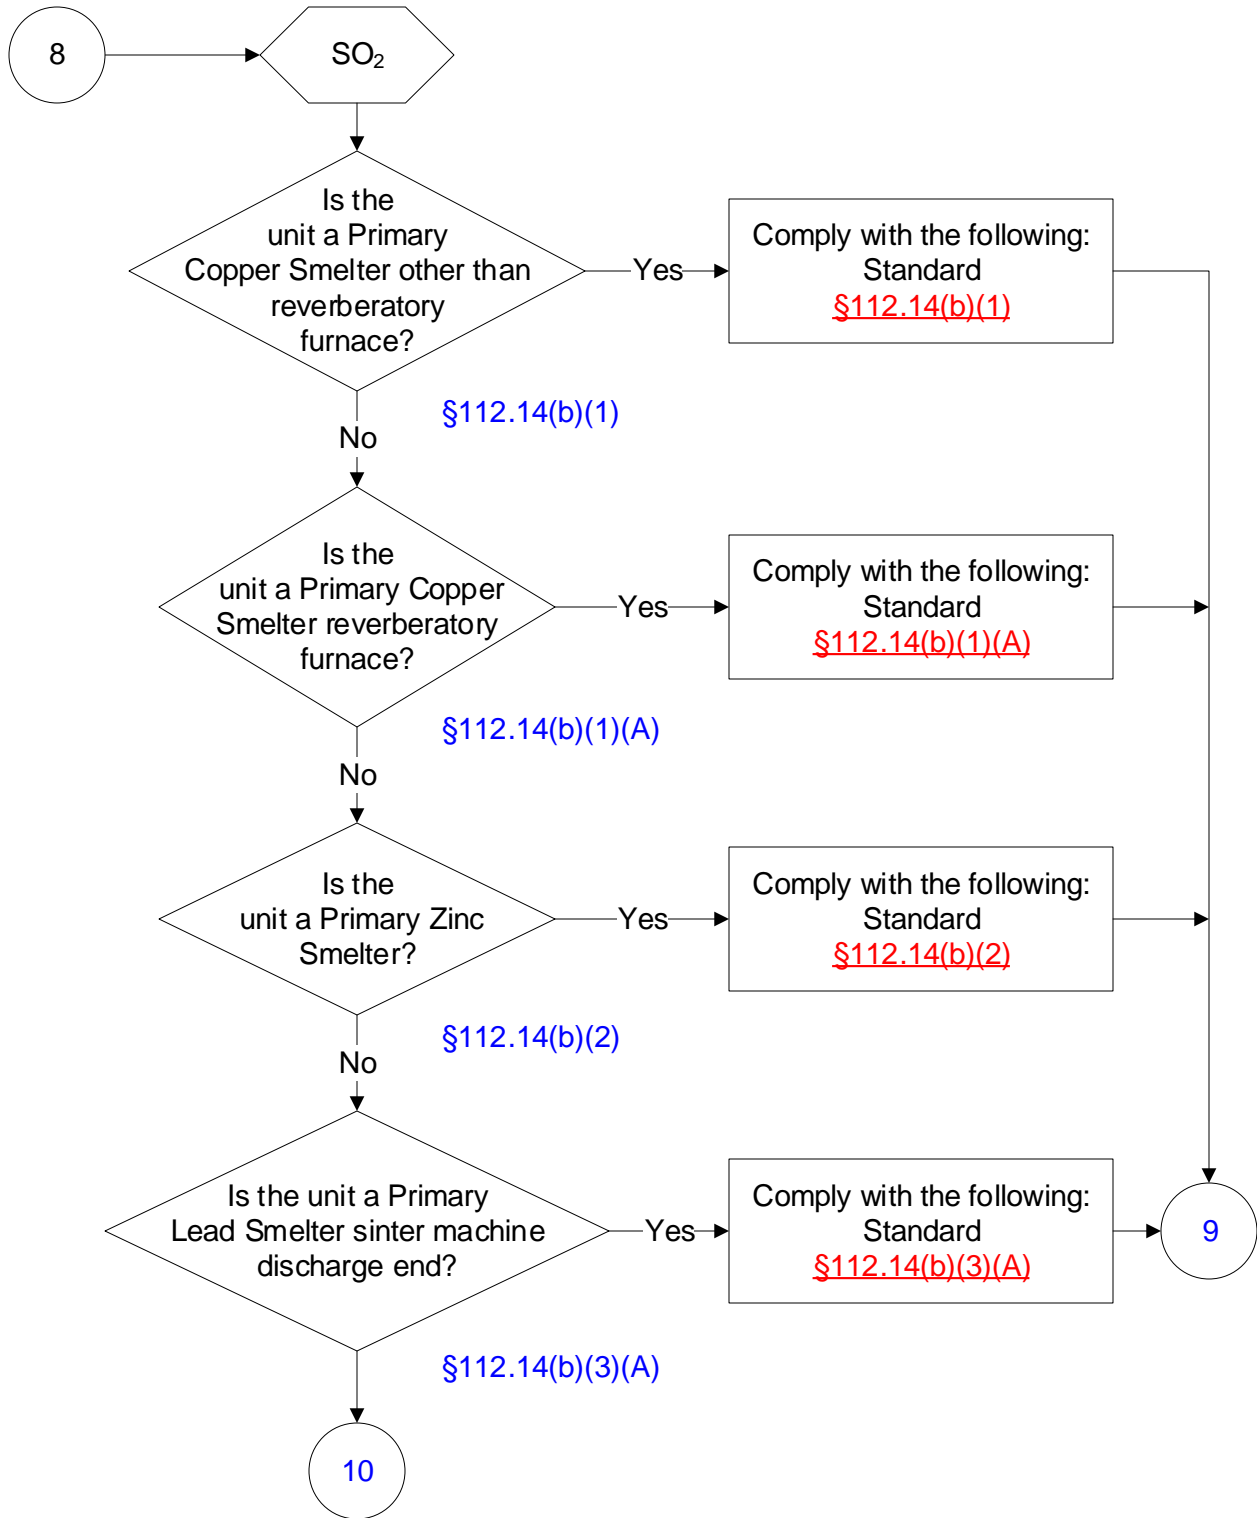 8
SO₂
Is the
unit a Primary
Copper Smelter other than
reverberatory
furnace?
Yes
Comply with the following:
Standard
§112.14(b)(1)
§112.14(b)(1)
No
Is the
unit a Primary Copper
Smelter reverberatory
furnace?
Yes
Comply with the following:
Standard
§112.14(b)(1)(A)
§112.14(b)(1)(A)
No
Is the
unit a Primary Zinc
Smelter?
Yes
Comply with the following:
Standard
§112.14(b)(2)
§112.14(b)(2)
No
Is the unit a Primary
Lead Smelter sinter machine
discharge end?
Yes
Comply with the following:
Standard
§112.14(b)(3)(A)
9
§112.14(b)(3)(A)
10